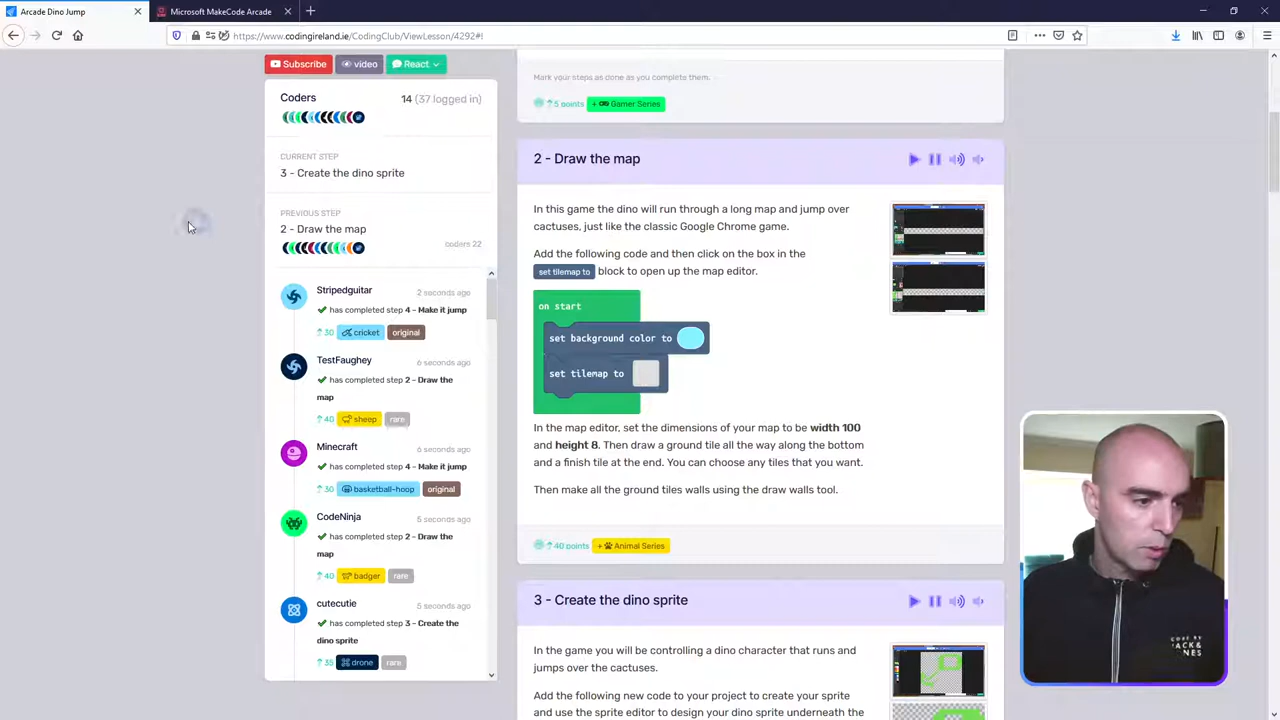 Arcade Dino Jump
Microsoft MakeCode Arcade
https://www.codingireland.ie/CodingClub/ViewLesson/4292#
Subscribe
video
React
Coders
14 (37 logged in)
CURRENT STEP
3 - Create the dino sprite
PREVIOUS STEP
2 - Draw the map
coders 22
Stripedguitar
2 seconds ago
has completed step 4 - Make it jump
30 cricket original
TestFaughey
6 seconds ago
has completed step 2 - Draw the
map
40 sheep rare
Minecraft
6 seconds ago
has completed step 4 - Make it jump
30 basketball-hoop original
CodeNinja
5 seconds ago
has completed step 2 - Draw the
map
40 badger rare
cutecutie
5 seconds ago
has completed step 3 - Create the
dino sprite
35 drone rare
Mark your steps as done as you complete them.
5 points + Gamer Series
2 - Draw the map
In this game the dino will run through a long map and jump over
cactuses, just like the classic Google Chrome game.
Add the following code and then click on the box in the
set tilemap to block to open up the map editor.
on start
set background color to
set tilemap to
In the map editor, set the dimensions of your map to be width 100
and height 8. Then draw a ground tile all the way along the bottom
and a finish tile at the end. You can choose any tiles that you want.
Then make all the ground tiles walls using the draw walls tool.
40 points + Animal Series
3 - Create the dino sprite
In the game you will be controlling a dino character that runs and
jumps over the cactuses.
Add the following new code to your project to create your sprite
and use the sprite editor to design your dino sprite underneath the